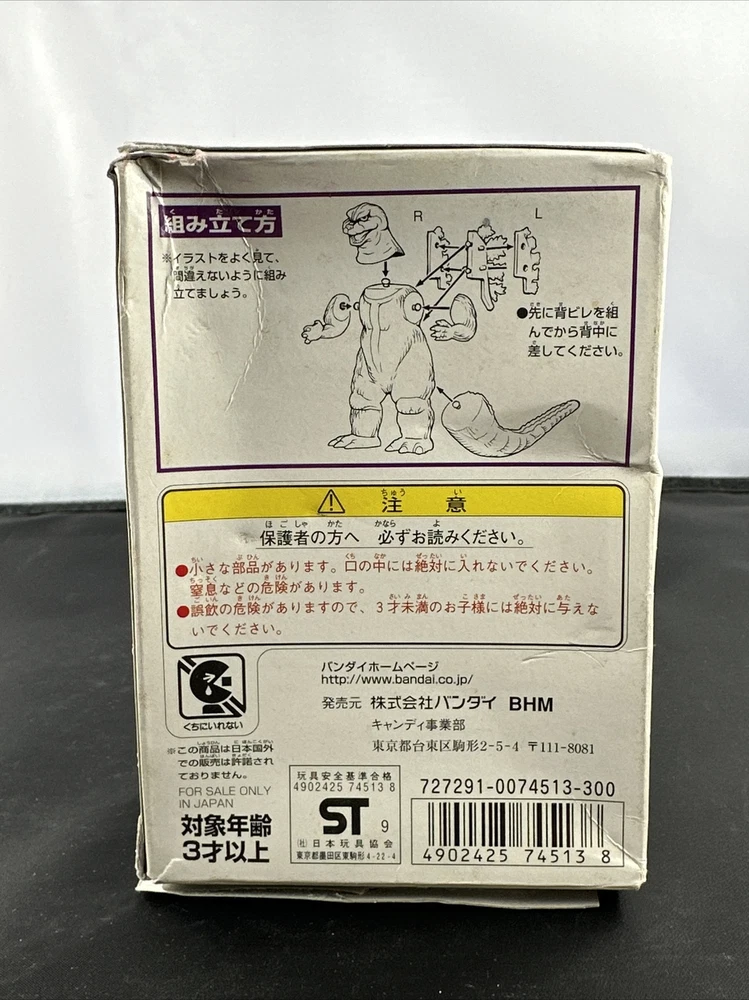 組み立て方
※イラストをよく見て、
間違えないように組み
立てましょう。
R
L
●先に背ビレを組
んでから背中に
差してください。
⚠ 注意
保護者の方へ 必ずお読みください。
●小さな部品があります。口の中には絶対に入れないでください。
窒息などの危険があります。
●誤飲の危険がありますので、3才未満のお子様には絶対に与えな
いでください。
くちにいれない
バンダイホームページ
http://www.bandai.co.jp/
発売元 株式会社バンダイ BHM
キャンディ事業部
東京都台東区駒形2-5-4 〒111-8081
※この商品は日本国外
での販売は許諾され
ておりません。
FOR SALE ONLY
IN JAPAN
対象年齢
3才以上
玩具安全基準合格
4902425 74513 8
ST 9
(社)日本玩具協会
東京都墨田区東駒形4-22-4
727291-0074513-300
4902425 74513 8